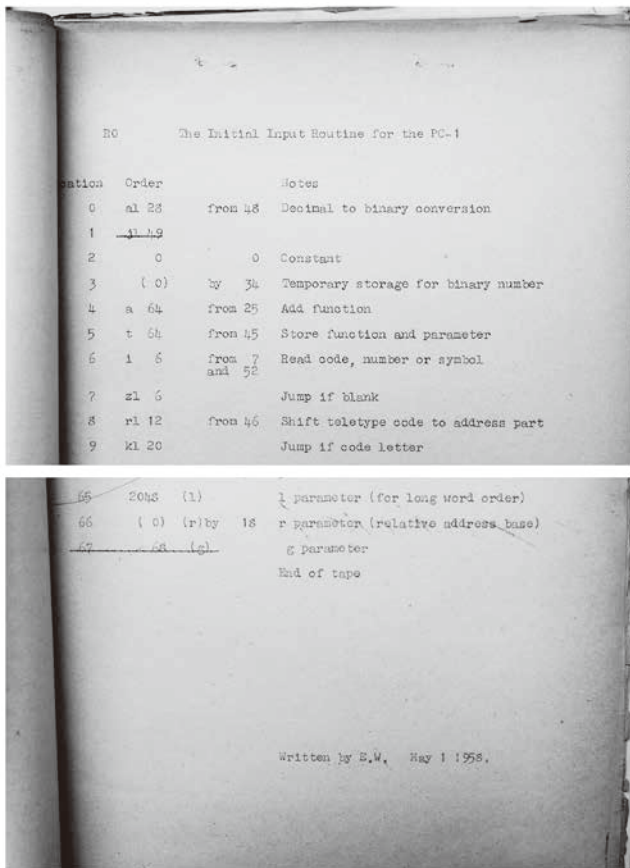 R0 The Initial Input Routine for the PC-1
cation Order Notes
0 al 28 from 48 Decimal to binary conversion
1 jl 49
2 0 0 Constant
3 ( 0) by 34 Temporary storage for binary number
4 a 64 from 25 Add function
5 t 64 from 45 Store function and parameter
6 i 6 from 7 Read code, number or symbol
and 52
7 zl 6 Jump if blank
8 rl 12 from 46 Shift teletype code to address part
9 kl 20 Jump if code letter
65 2048 (l) l parameter (for long word order)
66 ( 0) (r)by 18 r parameter (relative address base)
67 68 (g) g parameter
End of tape
Written by E.W. May 1 1958.